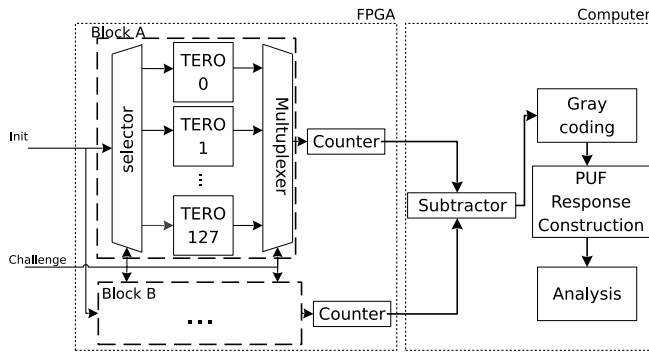 FPGA
Computer
Block A
TERO
0
selector
Multuplexer
TERO
1
...
TERO
127
Init
Challenge
Counter
Subtractor
Gray
coding
PUF
Response
Construction
Analysis
Block B
...
Counter